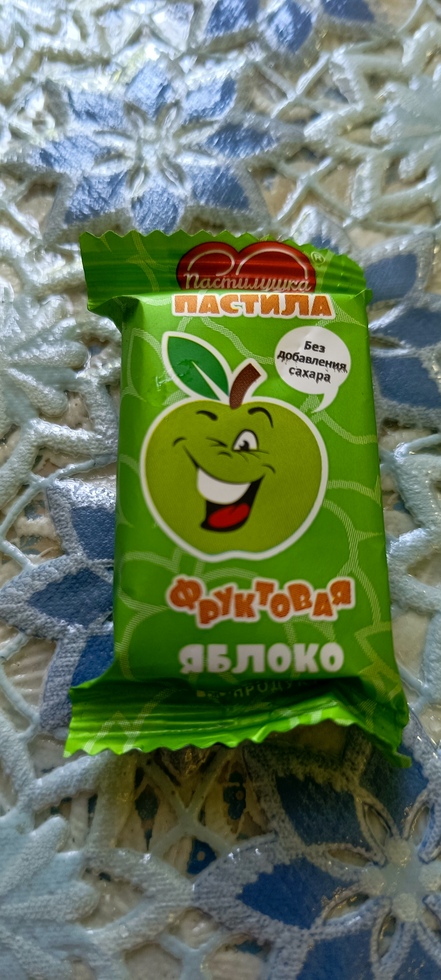 Пастилушка
®
ПАСТИЛА
Без
добавления
сахара
ФРУКТОВАЯ
ЯБЛОКО